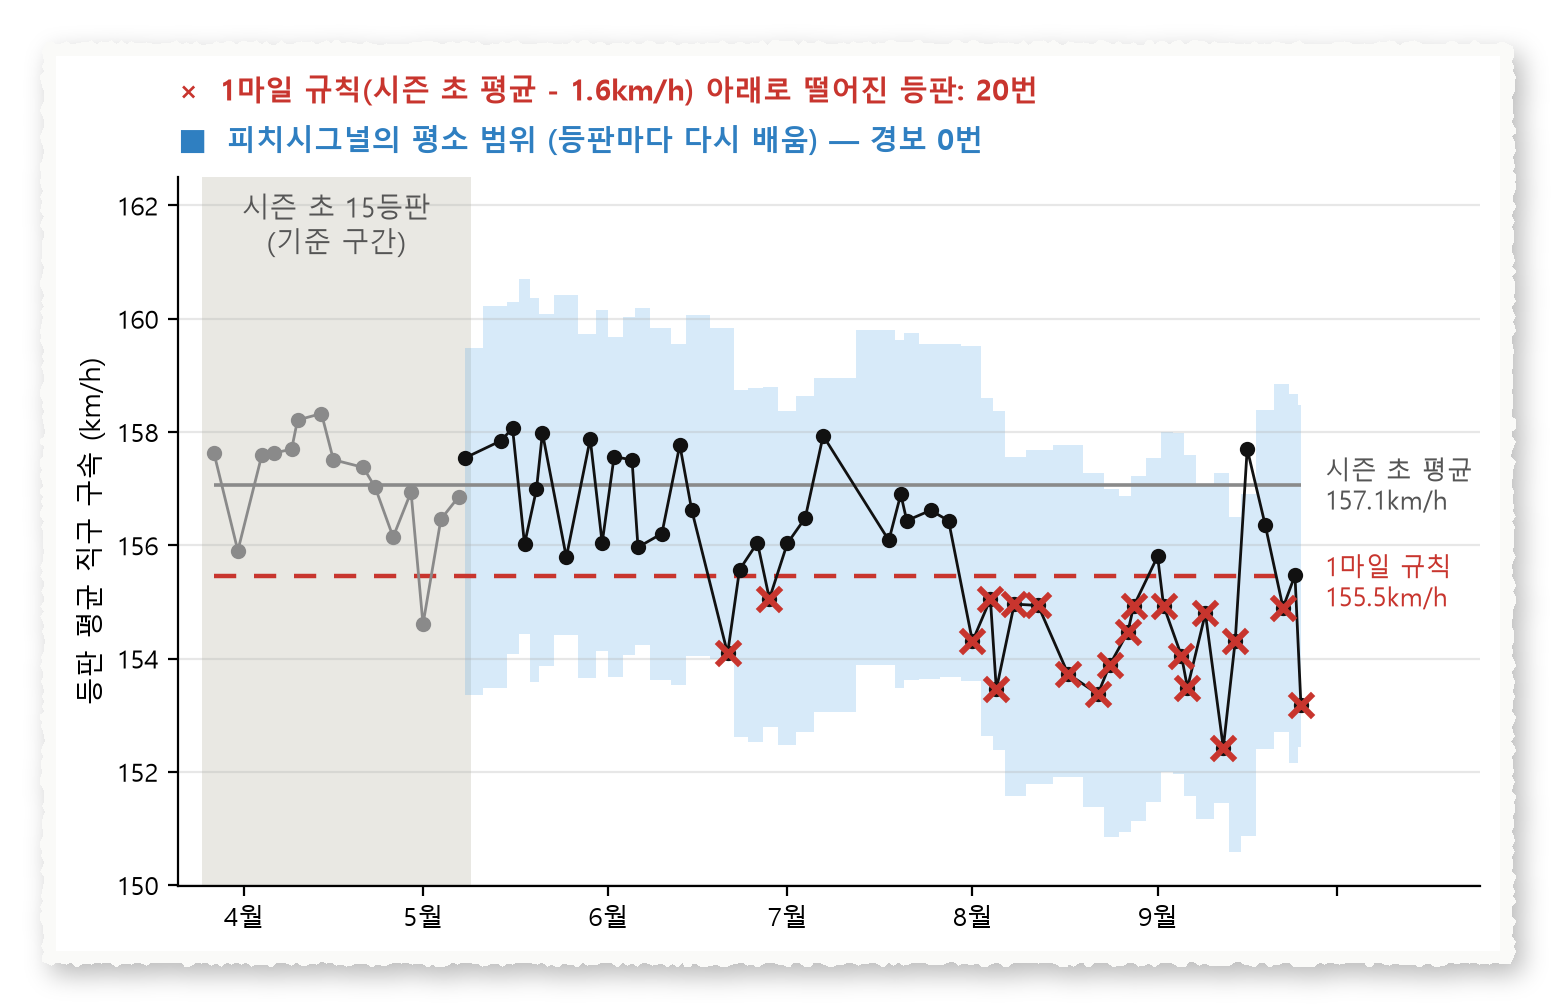 × 1마일 규칙(시즌 초 평균 - 1.6km/h) 아래로 떨어진 등판: 20번
피치시그널의 평소 범위 (등판마다 다시 배움) — 경보 0번
시즌 초 15등판
(기준 구간)
등판 평균 직구 구속 (km/h)
162
160
158
156
154
152
150
시즌 초 평균
157.1km/h
1마일 규칙
155.5km/h
4월
5월
6월
7월
8월
9월